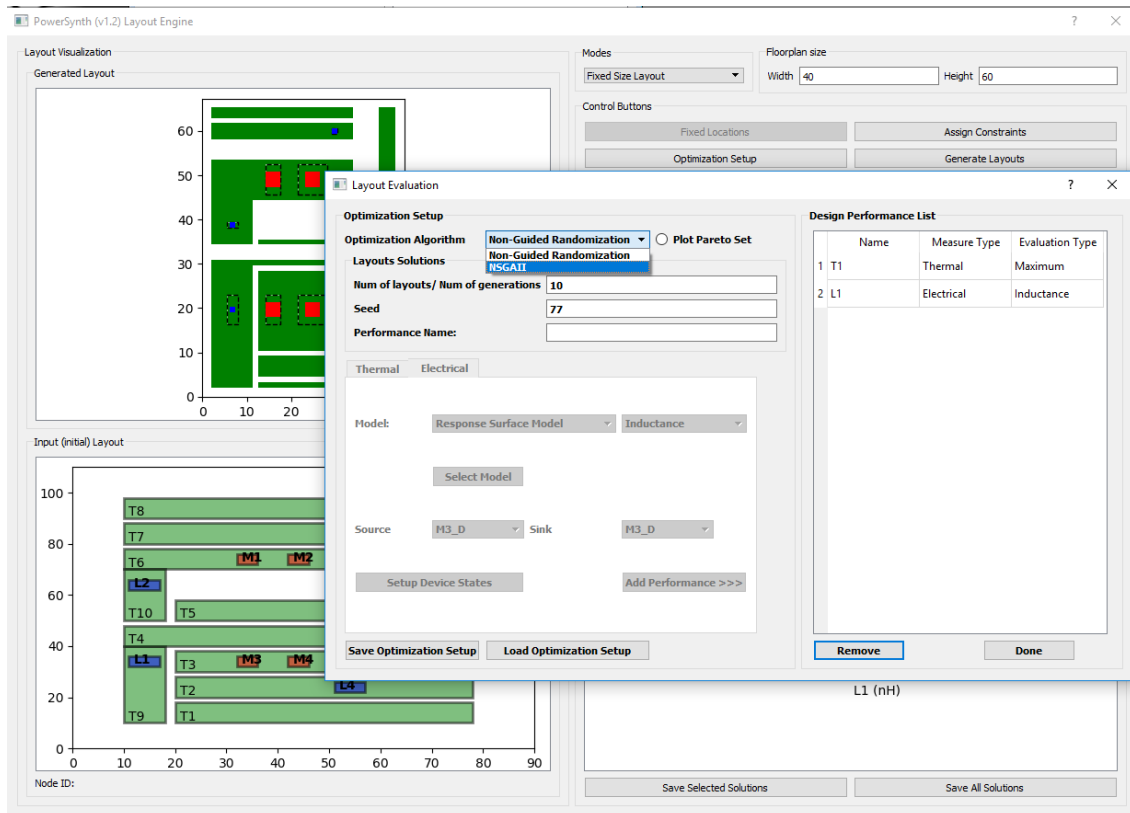 PowerSynth (v1.2) Layout Engine
?
Layout Visualization
Generated Layout
60
50
40
30
20
10
0
0 10 20
Input (initial) Layout
100
80
60
40
20
0
0 10 20 30 40 50 60 70 80 90
T8
T7
T6 M1 M2
L2
T10 T5
T4
L1 T3 M3 M4
T2 L4
T9 T1
Node ID:
Modes
Fixed Size Layout
Floorplan size
Width 40 Height 60
Control Buttons
Fixed Locations Assign Constraints
Optimization Setup Generate Layouts
Layout Evaluation
?
Optimization Setup
Optimization Algorithm Non-Guided Randomization Plot Pareto Set
Non-Guided Randomization
NSGAII
Layouts Solutions
Num of layouts/ Num of generations 10
Seed 77
Performance Name:
Thermal Electrical
Model: Response Surface Model Inductance
Select Model
Source M3_D Sink M3_D
Setup Device States Add Performance >>>
Save Optimization Setup Load Optimization Setup
Design Performance List
Name Measure Type Evaluation Type
1 T1 Thermal Maximum
2 L1 Electrical Inductance
Remove Done
L1 (nH)
Save Selected Solutions Save All Solutions